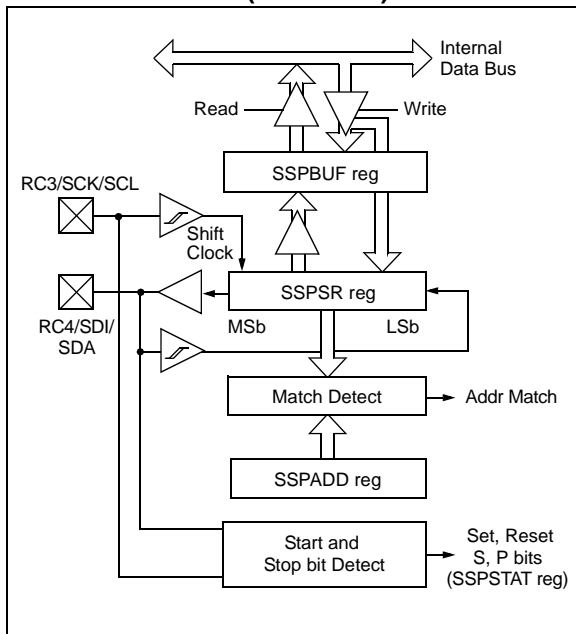 Internal
Data Bus
Read
Write
SSPBUF reg
RC3/SCK/SCL
Shift
Clock
SSPSR reg
MSb
LSb
RC4/SDI/
SDA
Match Detect
Addr Match
SSPADD reg
Start and
Stop bit Detect
Set, Reset
S, P bits
(SSPSTAT reg)